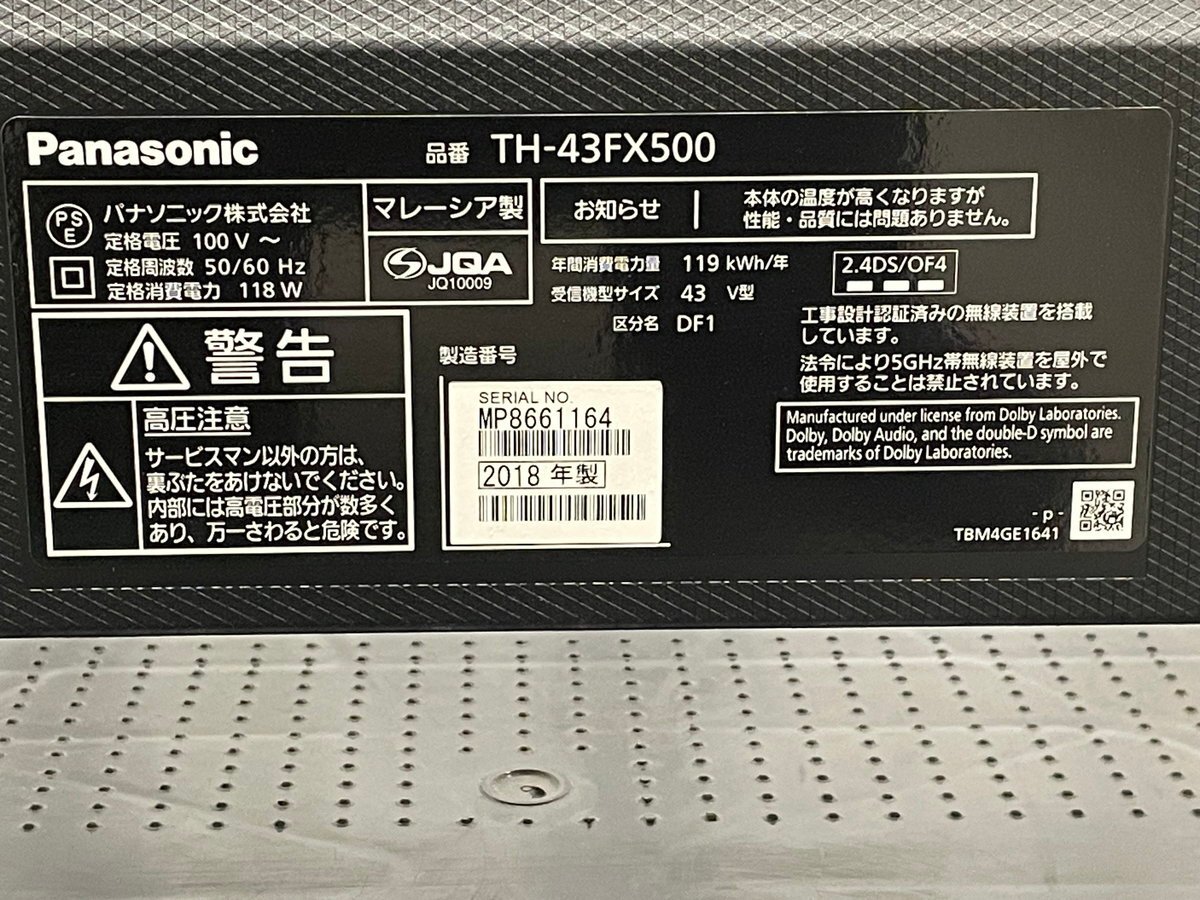 Panasonic
品番 TH-43FX500
PS
E
パナソニック株式会社
定格電圧 100 V ～
定格周波数 50/60 Hz
定格消費電力 118 W
マレーシア製
JQA
JQ10009
お知らせ
本体の温度が高くなりますが
性能・品質には問題ありません。
年間消費電力量 119 kWh/年
受信機型サイズ 43 V型
区分名 DF1
2.4DS/OF4
工事設計認証済みの無線装置を搭載
しています。
法令により5GHz帯無線装置を屋外で
使用することは禁止されています。
警告
高圧注意
サービスマン以外の方は、
裏ぶたをあけないでください。
内部には高電圧部分が数多く
あり、万一さわると危険です。
製造番号
SERIAL NO.
MP8661164
2018 年製
Manufactured under license from Dolby Laboratories.
Dolby, Dolby Audio, and the double-D symbol are
trademarks of Dolby Laboratories.
- p -
TBM4GE1641